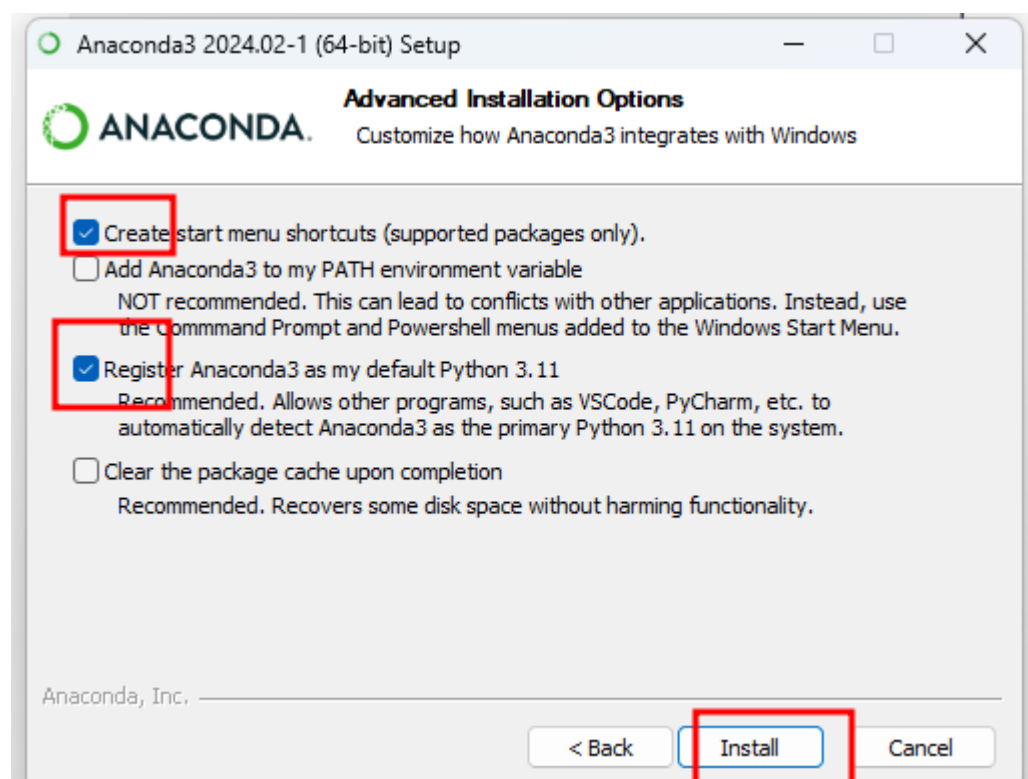 Anaconda3 2024.02-1 (64-bit) Setup
ANACONDA.
Advanced Installation Options
Customize how Anaconda3 integrates with Windows
Create start menu shortcuts (supported packages only).
Add Anaconda3 to my PATH environment variable
NOT recommended. This can lead to conflicts with other applications. Instead, use
the Commmand Prompt and Powershell menus added to the Windows Start Menu.
Register Anaconda3 as my default Python 3.11
Recommended. Allows other programs, such as VSCode, PyCharm, etc. to
automatically detect Anaconda3 as the primary Python 3.11 on the system.
Clear the package cache upon completion
Recommended. Recovers some disk space without harming functionality.
Anaconda, Inc.
< Back
Install
Cancel